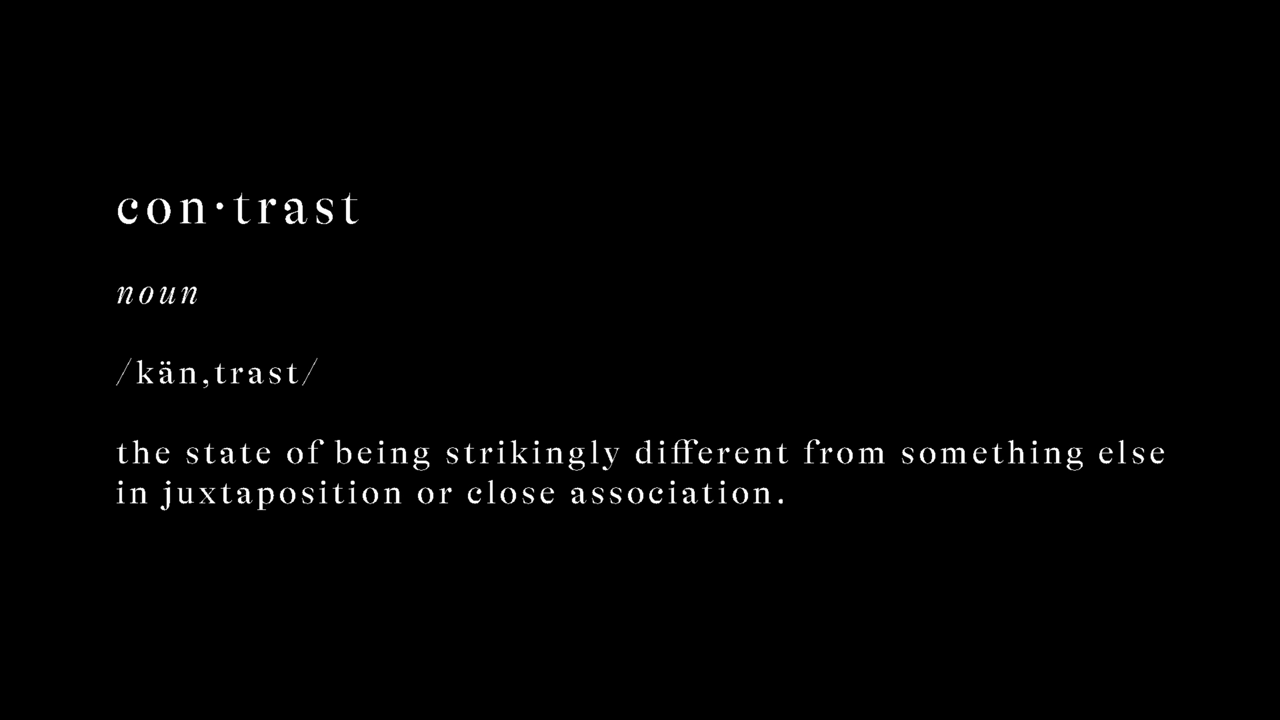 con·trast
noun
/kän,trast/
the state of being strikingly different from something else
in juxtaposition or close association.